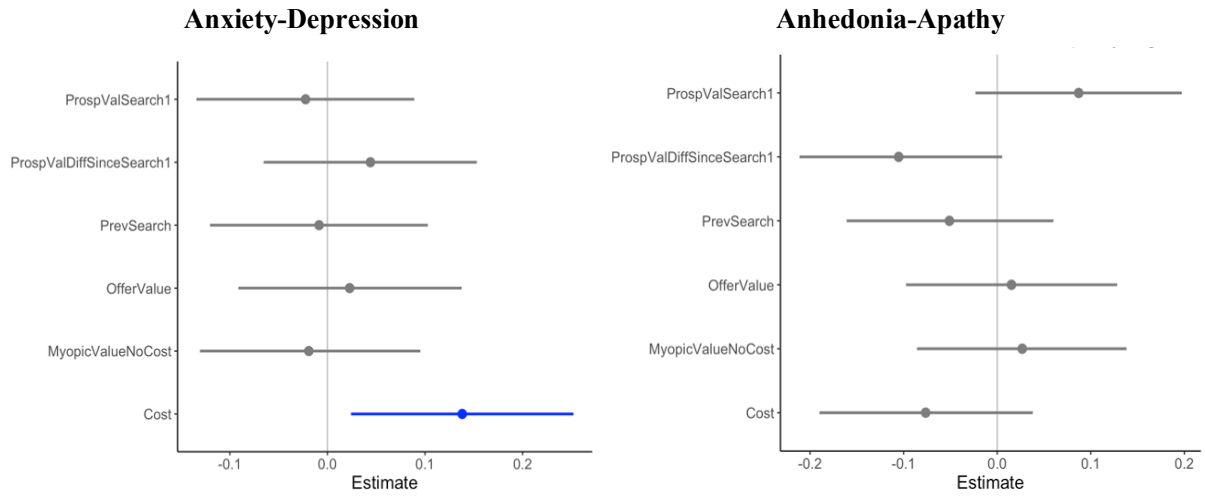 Anxiety-Depression
ProspValSearch1
ProspValDiffSinceSearch1
PrevSearch
OfferValue
MyopicValueNoCost
Cost
-0.1 0.0 0.1 0.2
Estimate
Anhedonia-Apathy
ProspValSearch1
ProspValDiffSinceSearch1
PrevSearch
OfferValue
MyopicValueNoCost
Cost
-0.2 -0.1 0.0 0.1 0.2
Estimate